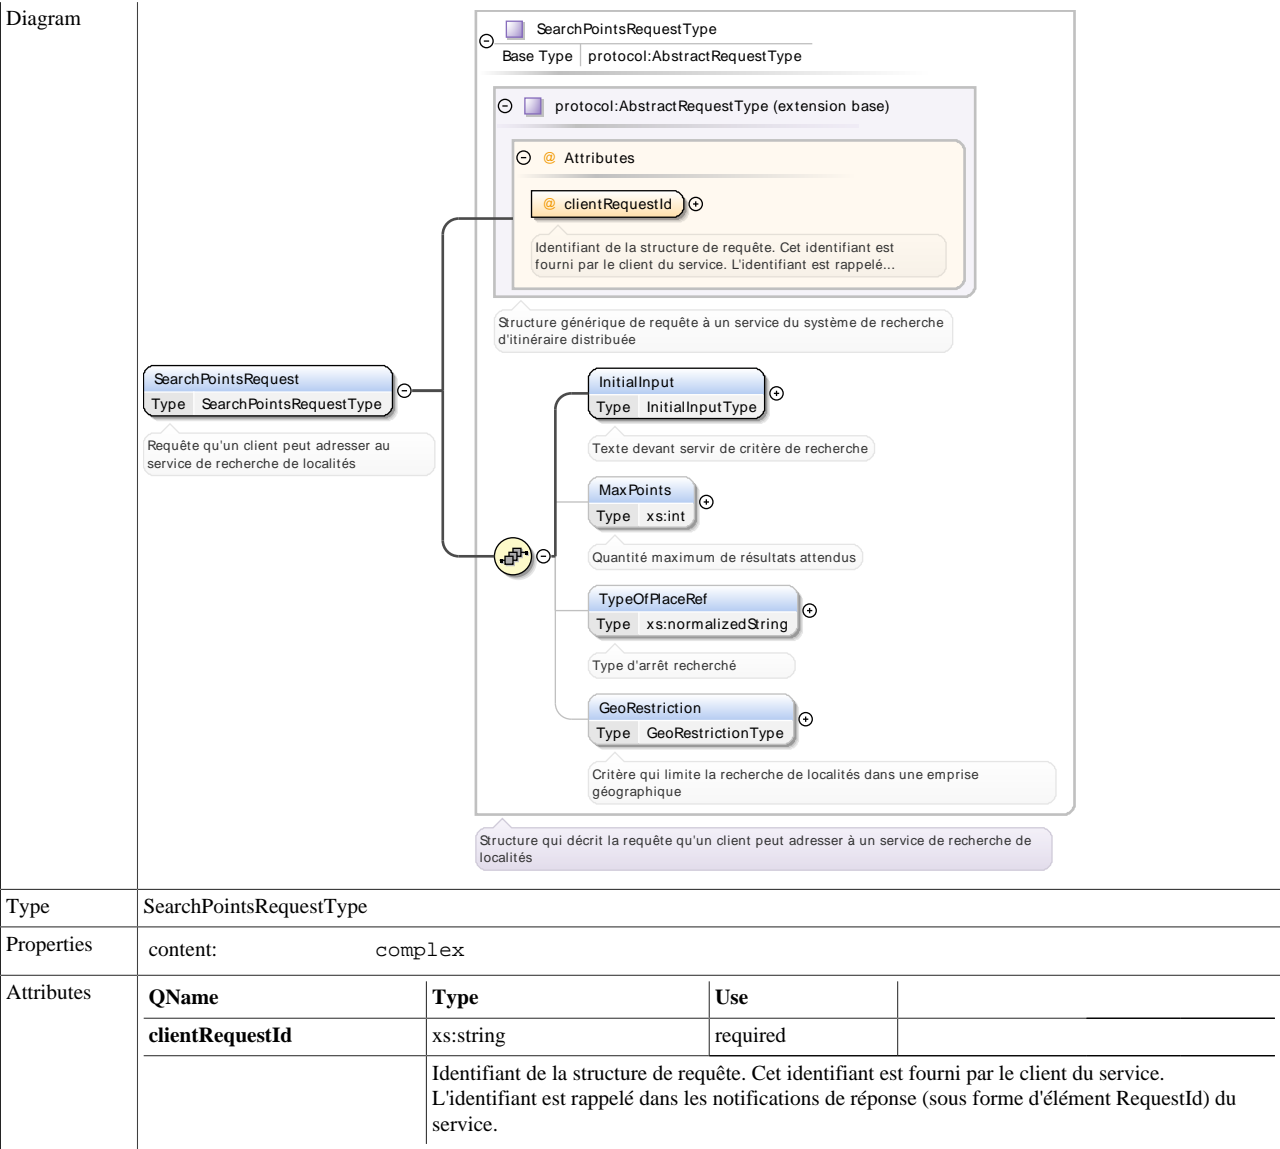 Diagram
SearchPointsRequestType
Base Type protocol:AbstractRequestType
protocol:AbstractRequestType (extension base)
@ Attributes
@ clientRequestId
Identifiant de la structure de requête. Cet identifiant est
fourni par le client du service. L'identifiant est rappelé...
Structure générique de requête à un service du système de recherche
d'itinéraire distribuée
SearchPointsRequest
Type SearchPointsRequestType
Requête qu'un client peut adresser au
service de recherche de localités
InitialInput
Type InitialInputType
Texte devant servir de critère de recherche
MaxPoints
Type xs:int
Quantité maximum de résultats attendus
TypeOfPlaceRef
Type xs:normalizedString
Type d'arrêt recherché
GeoRestriction
Type GeoRestrictionType
Critère qui limite la recherche de localités dans une emprise
géographique
Structure qui décrit la requête qu'un client peut adresser à un service de recherche de
localités
Type SearchPointsRequestType
Properties content: complex
Attributes QName Type Use
clientRequestId xs:string required
Identifiant de la structure de requête. Cet identifiant est fourni par le client du service.
L'identifiant est rappelé dans les notifications de réponse (sous forme d'élément RequestId) du
service.